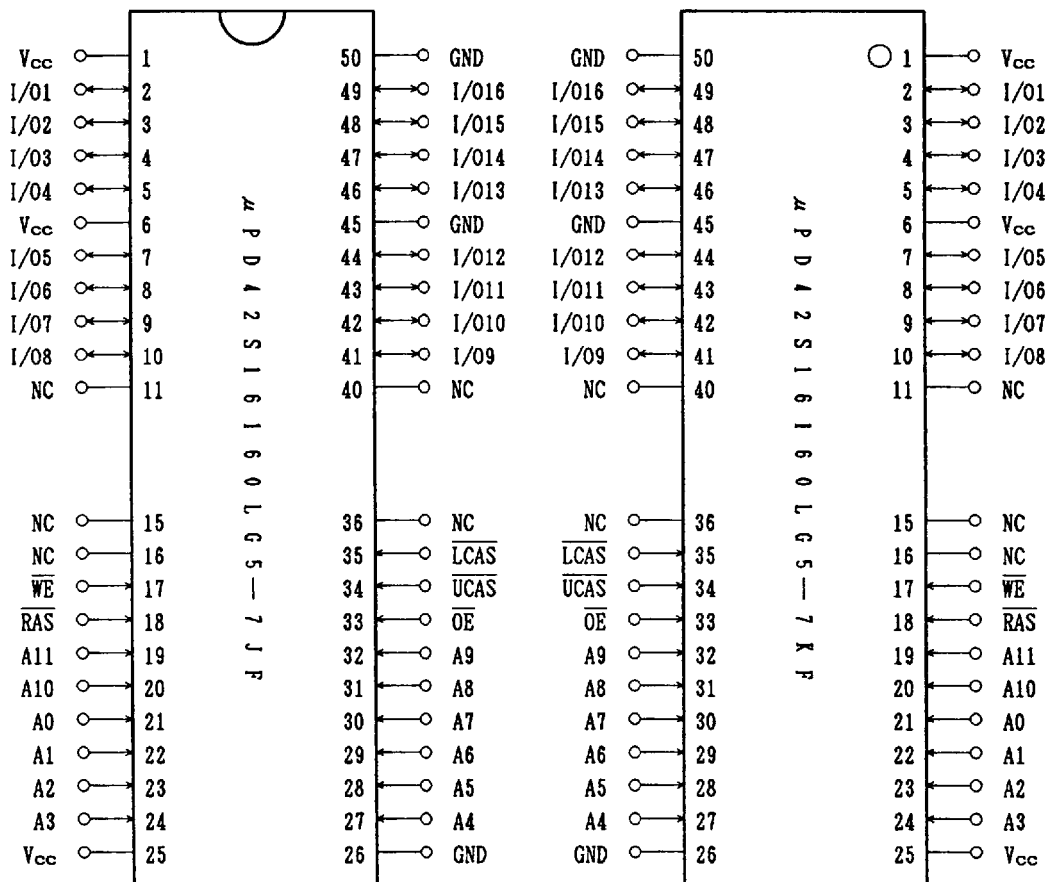 Vcc 1 50 GND GND 50 1 Vcc
I/O1 2 49 I/O16 I/O16 49 2 I/O1
I/O2 3 48 I/O15 I/O15 48 3 I/O2
I/O3 4 47 I/O14 I/O14 47 4 I/O3
I/O4 5 46 I/O13 I/O13 46 5 I/O4
Vcc 6 45 GND GND 45 6 Vcc
I/O5 7 44 I/O12 I/O12 44 7 I/O5
I/O6 8 43 I/O11 I/O11 43 8 I/O6
I/O7 9 42 I/O10 I/O10 42 9 I/O7
I/O8 10 41 I/O9 I/O9 41 10 I/O8
NC 11 40 NC NC 40 11 NC
NC 15 36 NC NC 36 15 NC
NC 16 35 LCAS LCAS 35 16 NC
WE 17 34 UCAS UCAS 34 17 WE
RAS 18 33 OE OE 33 18 RAS
A11 19 32 A9 A9 32 19 A11
A10 20 31 A8 A8 31 20 A10
A0 21 30 A7 A7 30 21 A0
A1 22 29 A6 A6 29 22 A1
A2 23 28 A5 A5 28 23 A2
A3 24 27 A4 A4 27 24 A3
Vcc 25 26 GND GND 26 25 Vcc
μPD42S16160LG5—7JF
μPD42S16160LG5—7KF